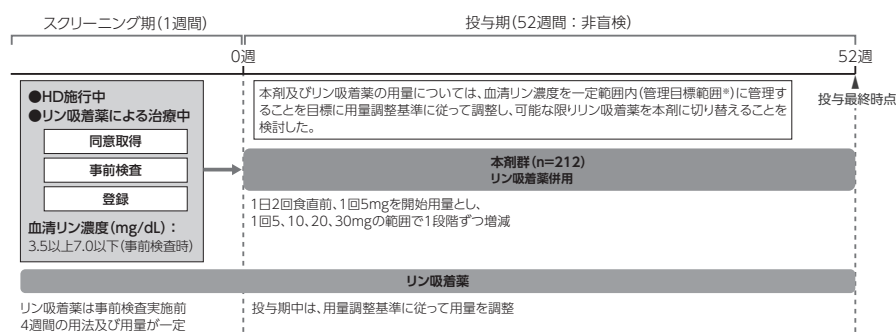 スクリーニング期(1週間)
投与期(52週間：非盲検)
0週
52週
投与最終時点
●HD施行中
●リン吸着薬による治療中
同意取得
事前検査
登録
血清リン濃度(mg/dL)：
3.5以上7.0以下(事前検査時)
本剤及びリン吸着薬の用量については、血清リン濃度を一定範囲内(管理目標範囲※)に管理す
ることを目標に用量調整基準に従って調整し、可能な限りリン吸着薬を本剤に切り替えることを
検討した。
本剤群(n=212)
リン吸着薬併用
1日2回食直前、1回5mgを開始用量とし、
1回5、10、20、30mgの範囲で1段階ずつ増減
リン吸着薬
リン吸着薬は事前検査実施前
4週間の用法及び用量が一定
投与期中は、用量調整基準に従って用量を調整